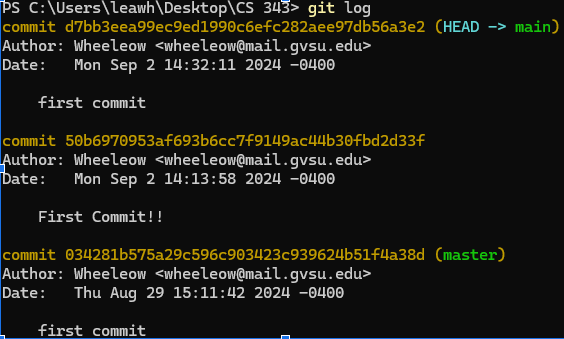 PS C:\Users\leawh\Desktop\CS 343> git log
commit d7bb3eea99ec9ed1990c6efc282aee97db56a3e2 (HEAD -> main)
Author: Wheeleow <wheeleow@mail.gvsu.edu>
Date:   Mon Sep 2 14:32:11 2024 -0400
first commit
commit 50b6970953af693b6cc7f9149ac44b30fbd2d33f
Author: Wheeleow <wheeleow@mail.gvsu.edu>
Date:   Mon Sep 2 14:13:58 2024 -0400
First Commit!!
commit 034281b575a29c596c903423c939624b51f4a38d (master)
Author: Wheeleow <wheeleow@mail.gvsu.edu>
Date:   Thu Aug 29 15:11:42 2024 -0400
first commit